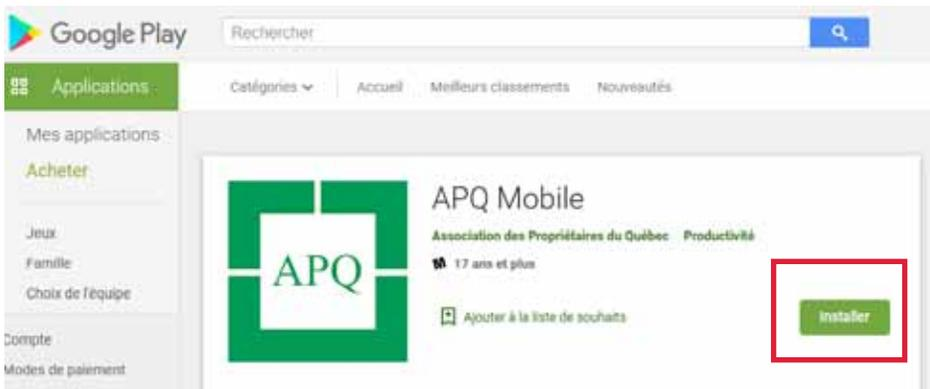 Google Play
Rechercher
Applications
Catégories
Accueil
Meilleurs classements
Nouveautés
Mes applications
Acheter
Jeux
Famille
Choix de l'équipe
Compte
Modes de paiement
APQ
APQ Mobile
Association des Propriétaires du Québec Productivité
M 17 ans et plus
Ajouter à la liste de souhaits
Installer